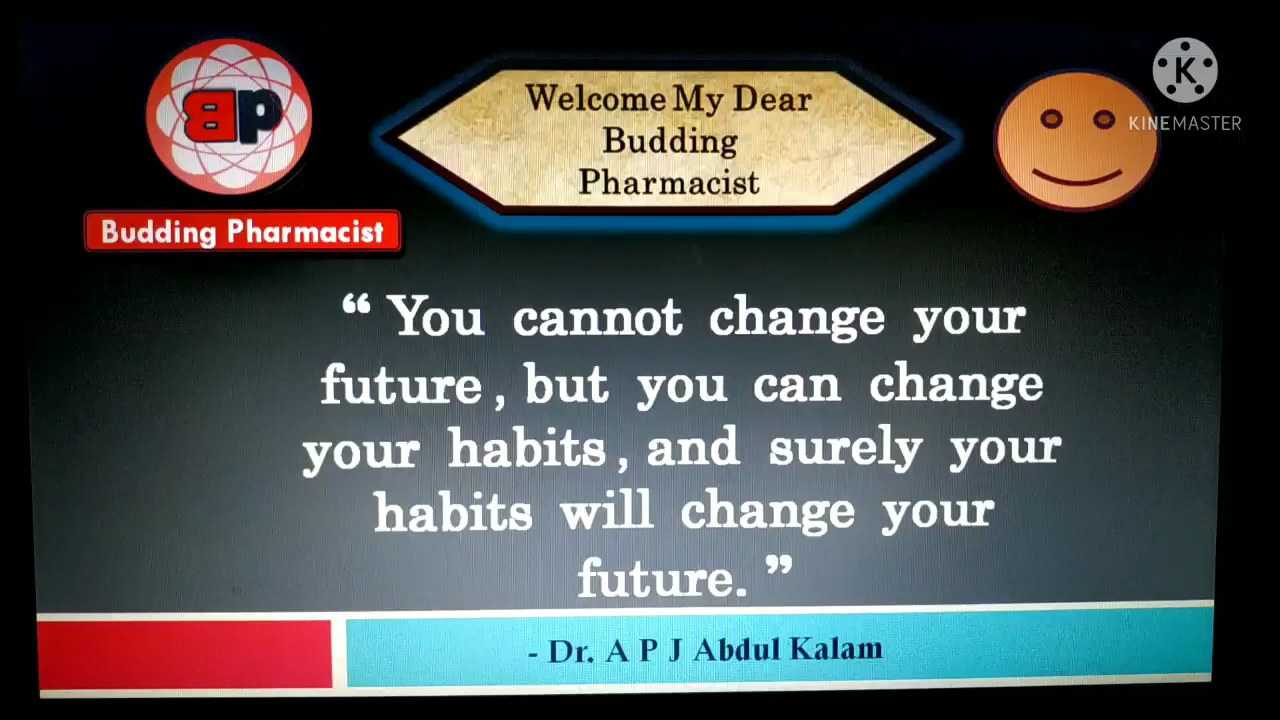 BP
Budding Pharmacist
Welcome My Dear
Budding
Pharmacist
K
KINEMASTER
“ You cannot change your
future, but you can change
your habits, and surely your
habits will change your
future. ”
- Dr. A P J Abdul Kalam